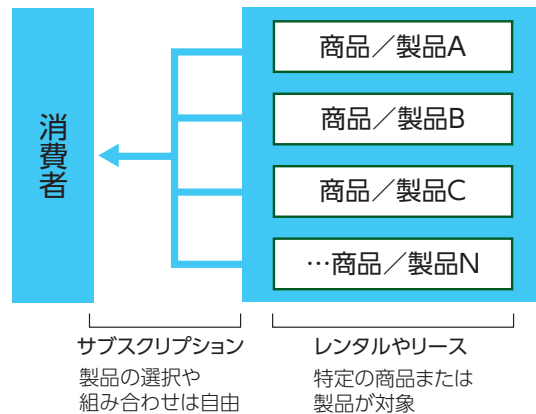 消費者
商品／製品A
商品／製品B
商品／製品C
…商品／製品N
サブスクリプション
製品の選択や
組み合わせは自由
レンタルやリース
特定の商品または
製品が対象